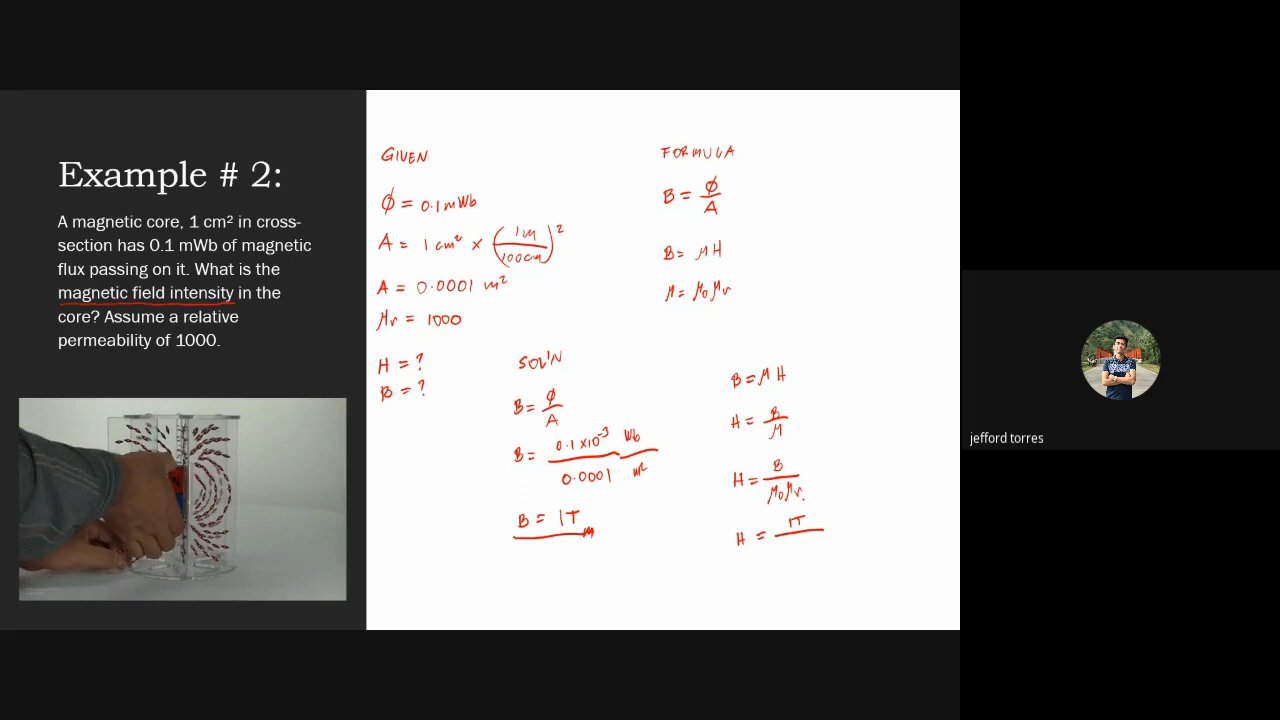 Example # 2:
A magnetic core, 1 cm² in cross-
section has 0.1 mWb of magnetic
flux passing on it. What is the
magnetic field intensity in the
core? Assume a relative
permeability of 1000.
GIVEN
ϕ = 0.1 mWb
A = 1 cm² × (1m / 100cm)²
A = 0.0001 m²
μr = 1000
H = ?
B = ?
FORMULA
B = ϕ / A
B = μH
μ = μ₀μr
SOL'N
B = ϕ / A
B = 0.1 × 10⁻³ / 0.0001 Wb / m²
B = 1T
B = μH
H = B / μ
H = B / μ₀μr
H = 1T
jefford torres